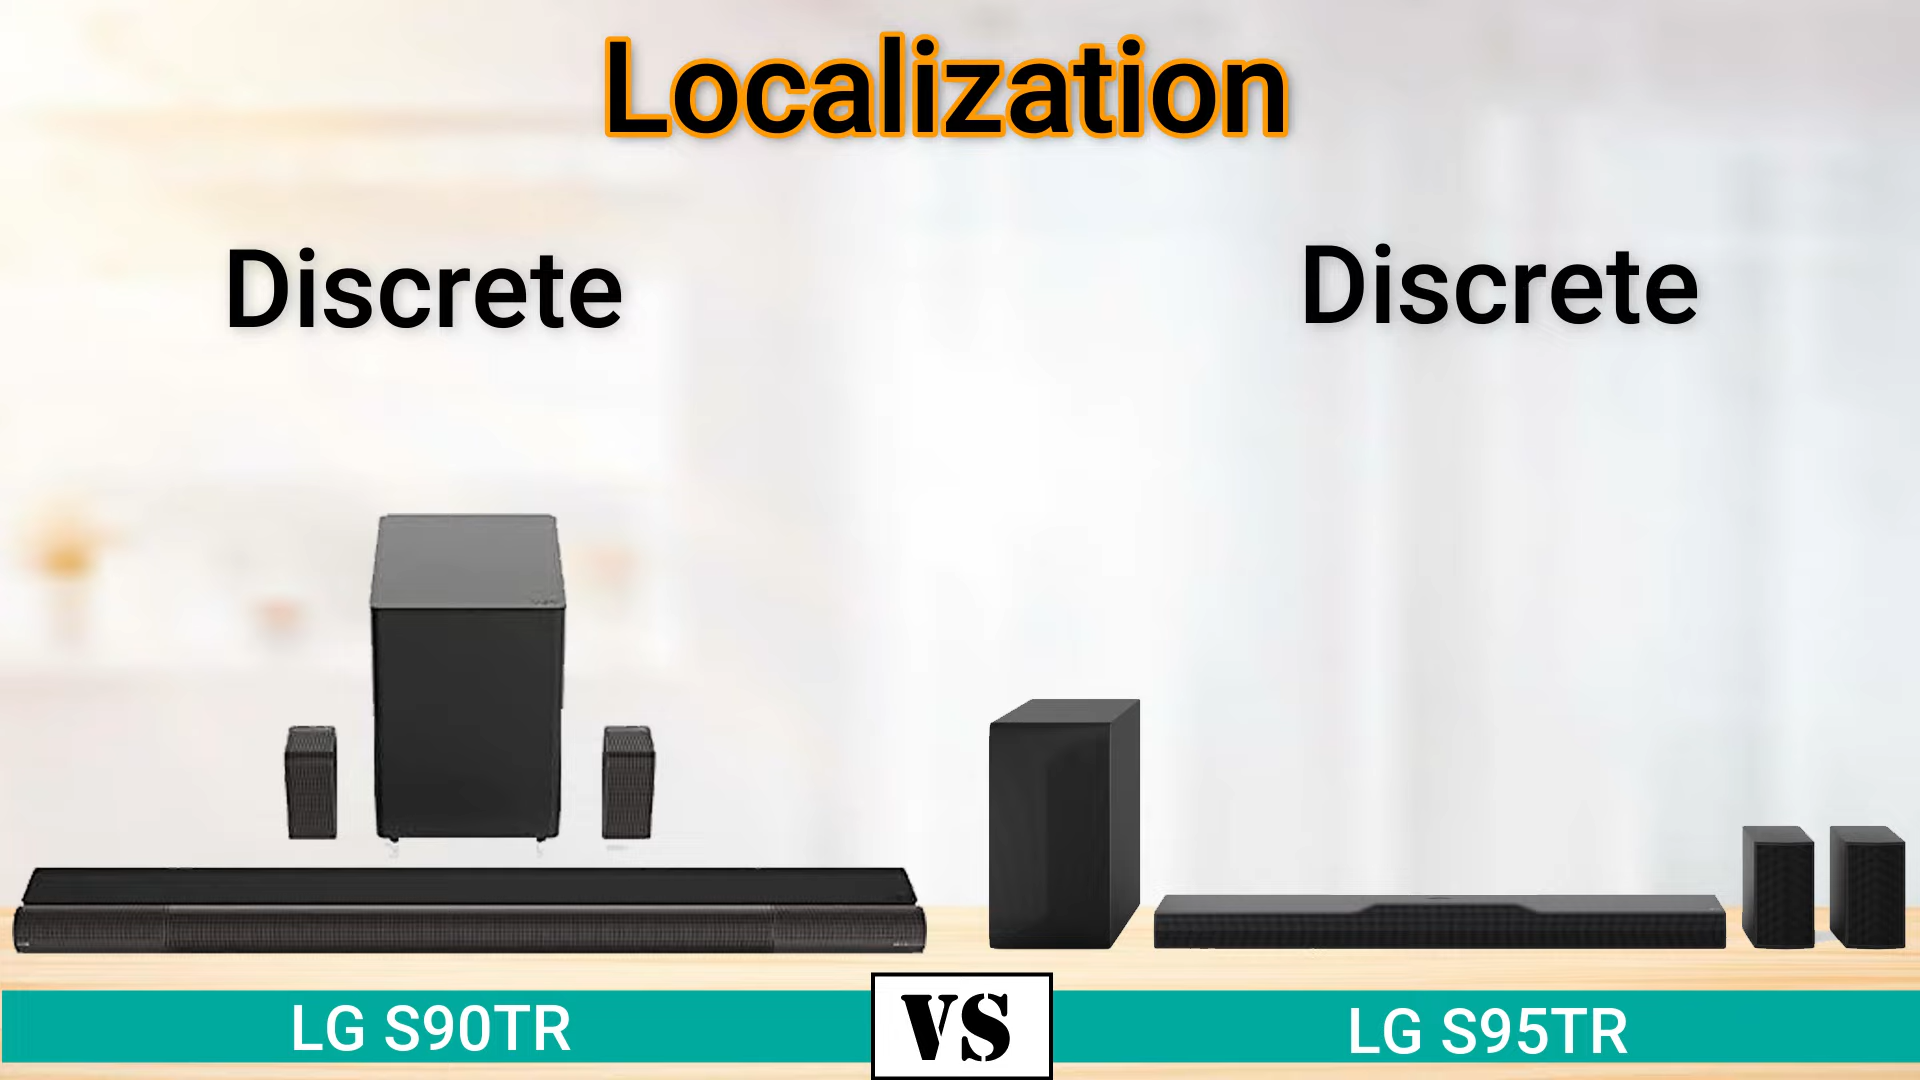 Localization
Discrete
Discrete
LG S90TR
VS
LG S95TR